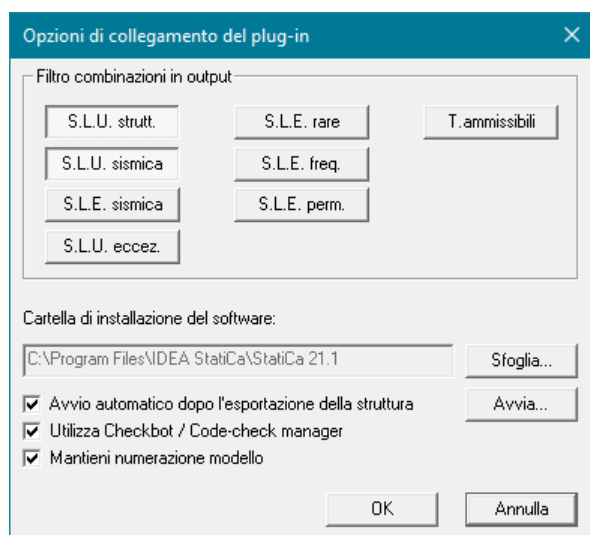 Opzioni di collegamento del plug-in
Filtro combinazioni in output
S.L.U. strutt. S.L.E. rare T.ammissibili
S.L.U. sismica S.L.E. freq.
S.L.E. sismica S.L.E. perm.
S.L.U. eccez.
Cartella di installazione del software:
C:\Program Files\IDEA StatiCa\StatiCa 21.1 Sfoglia...
Avvio automatico dopo l'esportazione della struttura Avvia...
Utilizza Checkbot / Code-check manager
Mantieni numerazione modello
OK Annulla